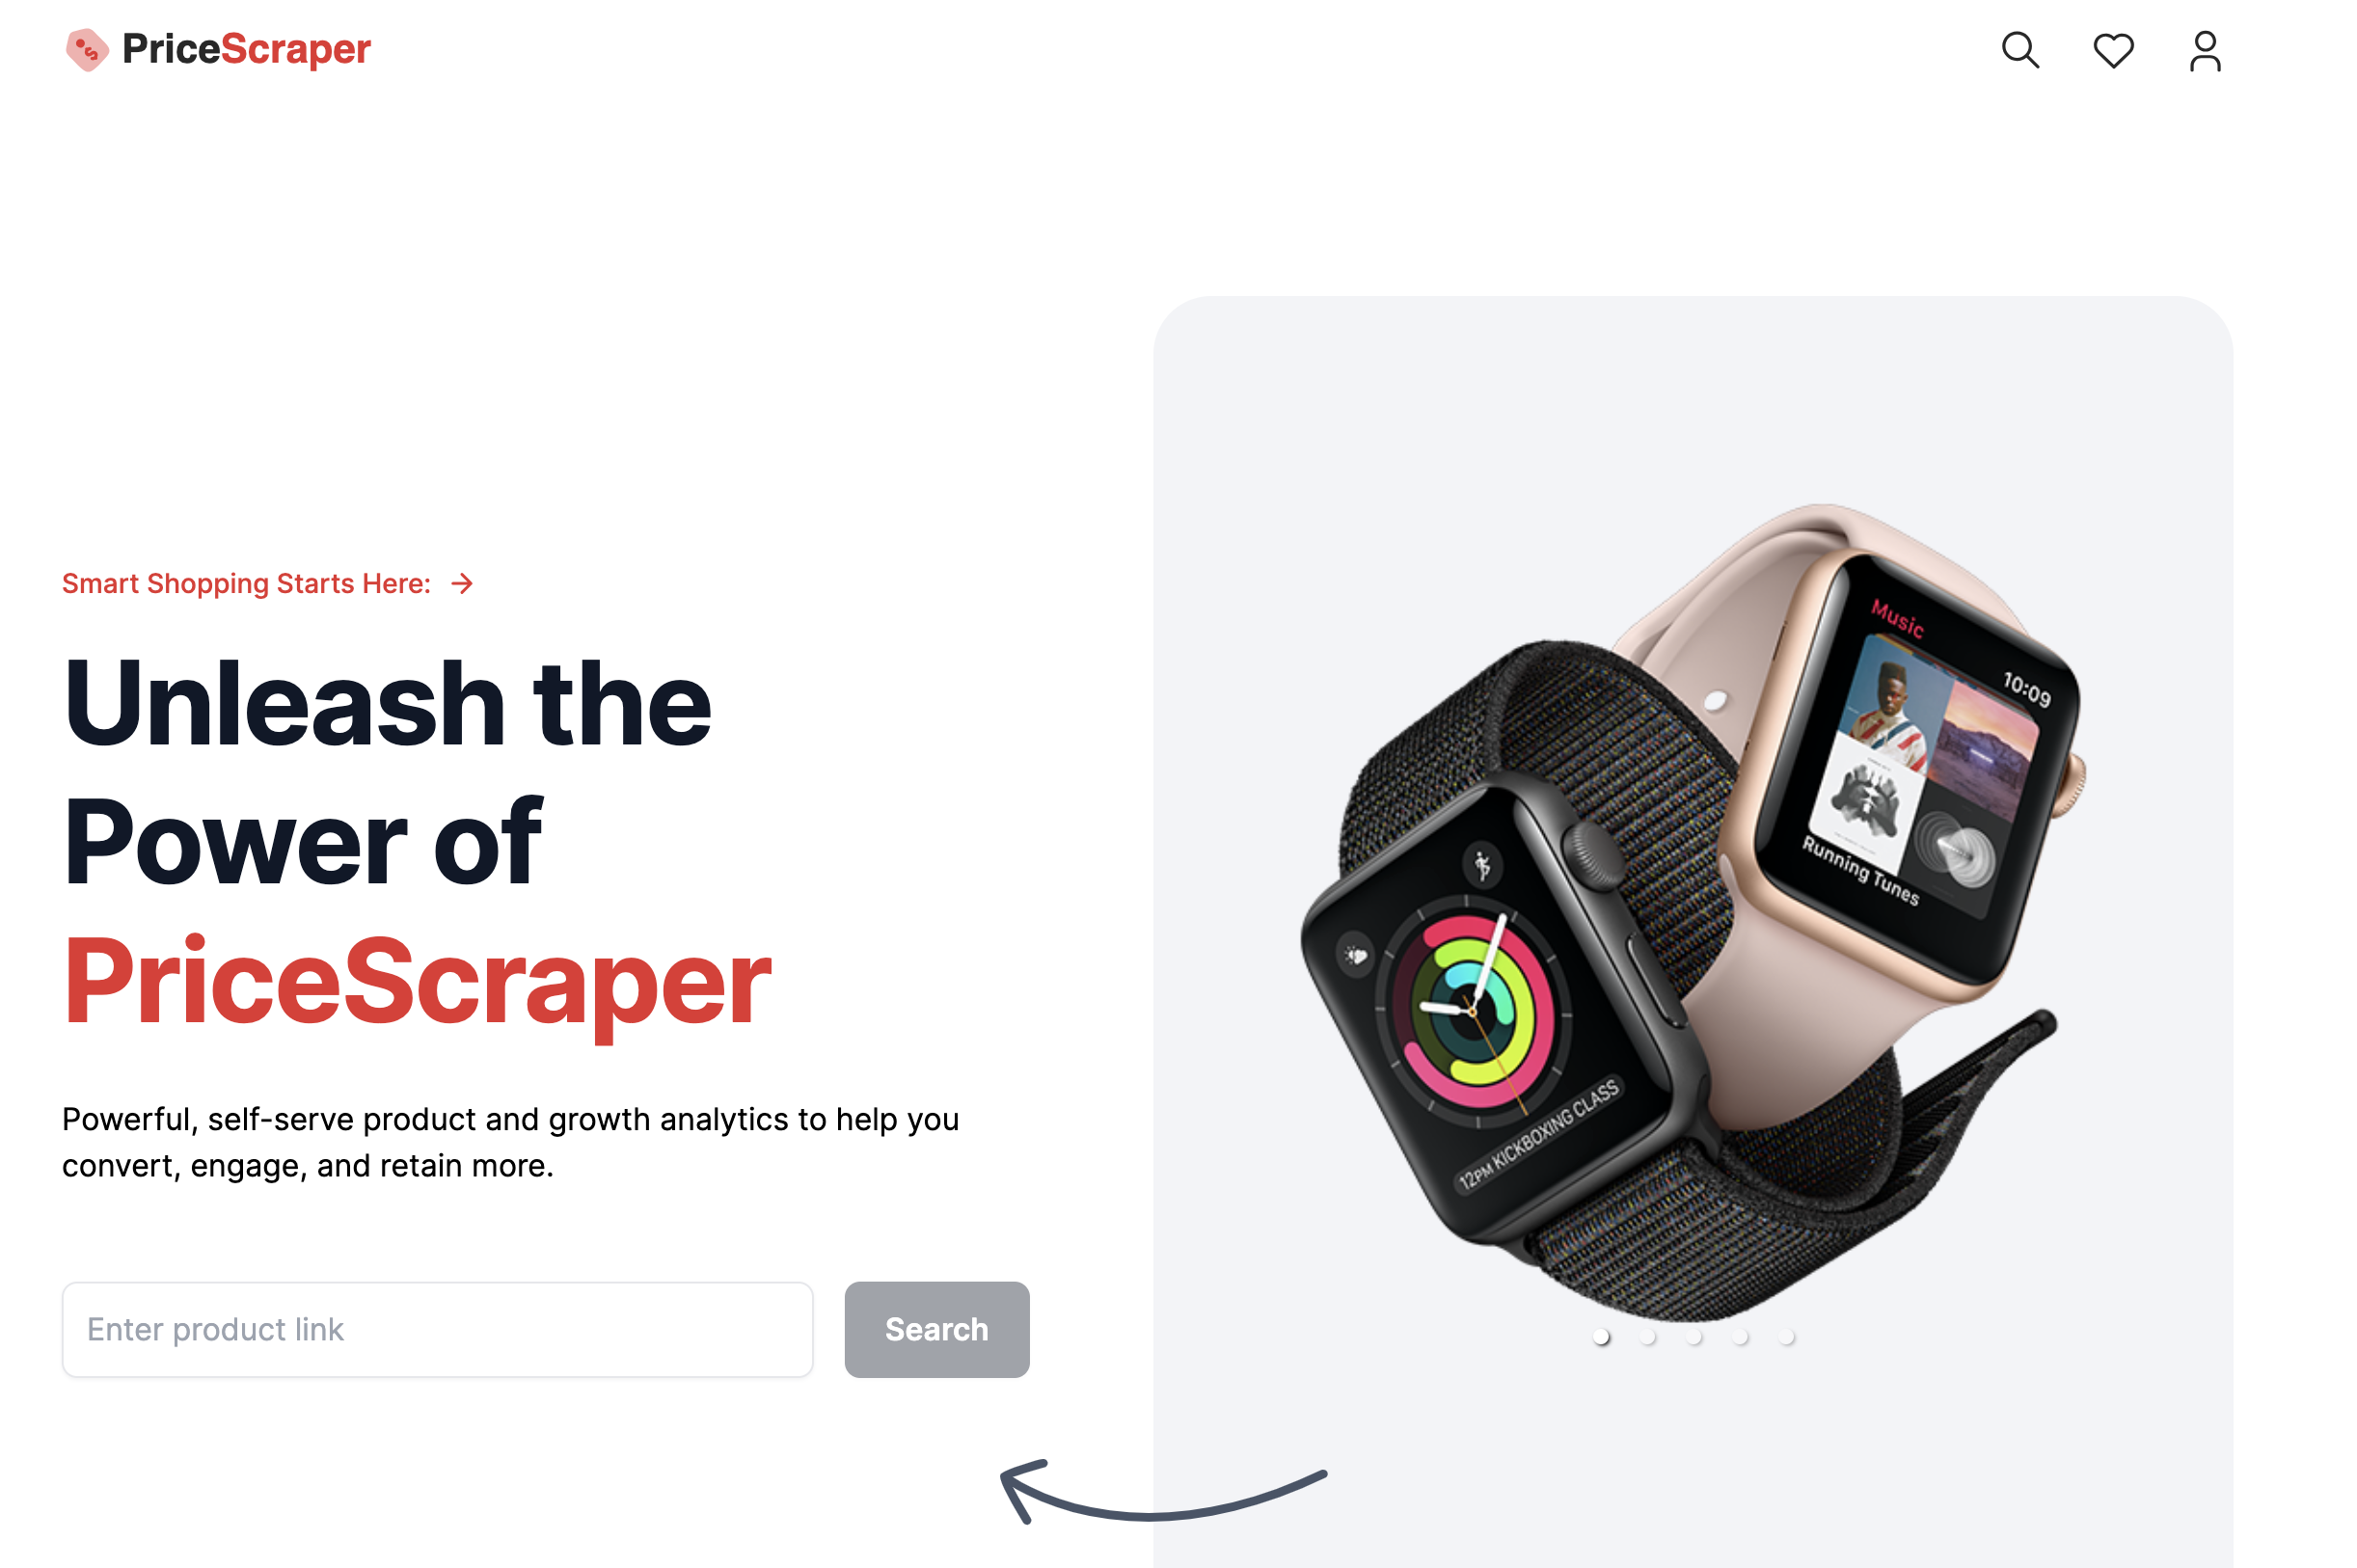 PriceScraper
Smart Shopping Starts Here:
Unleash the
Power of
PriceScraper
Powerful, self-serve product and growth analytics to help you
convert, engage, and retain more.
Enter product link
Search
Music
10:09
Running Tunes
12PM KICKBOXING CLASS